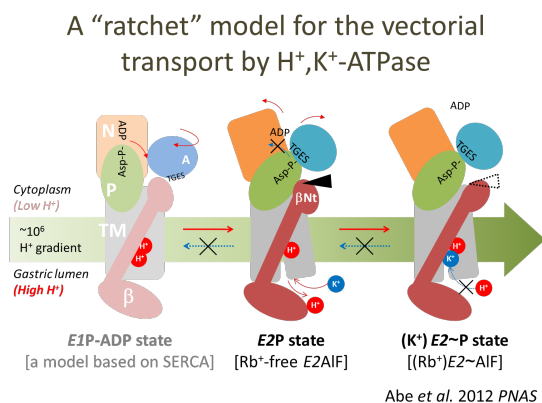 A “ratchet” model for the vectorial
transport by H⁺,K⁺-ATPase
N
ADP
Asp-P-
A
TGES
P
Cytoplasm
(Low H⁺)
~10⁶
H⁺ gradient
TM
Gastric lumen
(High H⁺)
H⁺
H⁺
β
ADP
TGES
Asp-P-
βNt
H⁺
K⁺
H⁺
ADP
TGES
Asp-P-
H⁺
K⁺
H⁺
E1P-ADP state
[a model based on SERCA]
E2P state
[Rb⁺-free E2AlF]
(K⁺) E2~P state
[(Rb⁺)E2~AlF]
Abe et al. 2012 PNAS